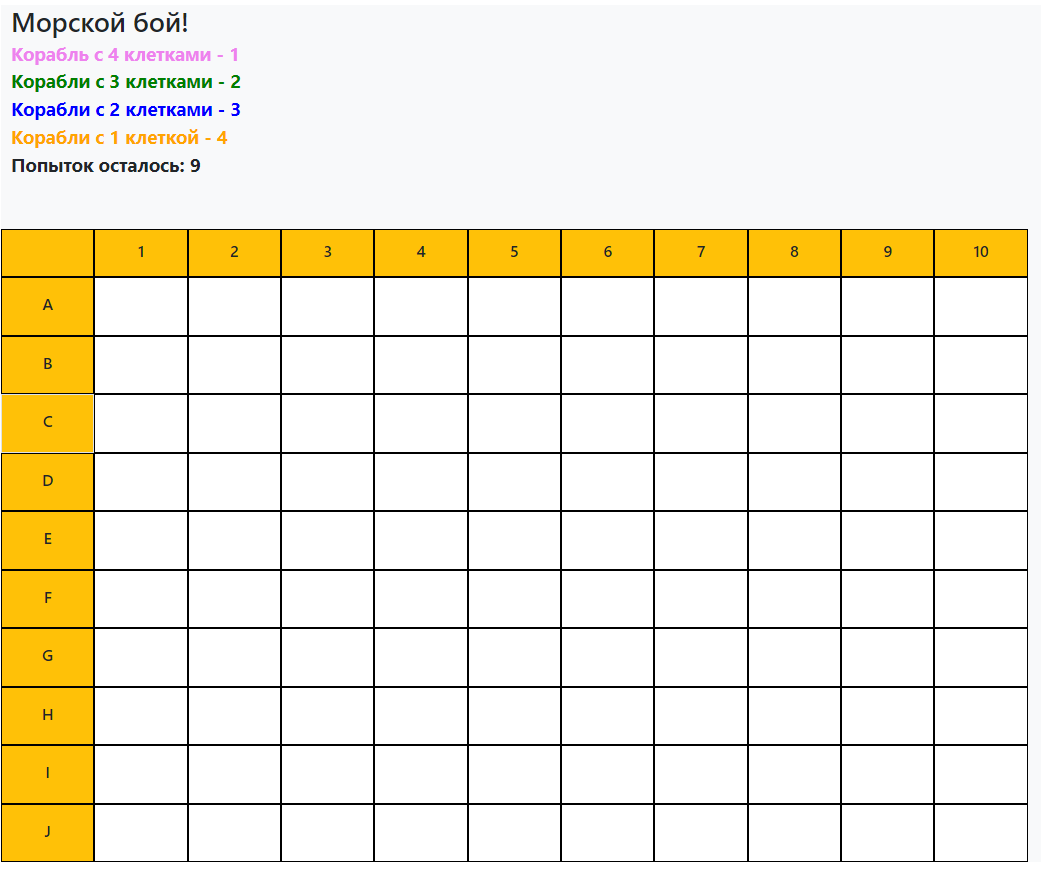 Морской бой!
Корабль с 4 клетками - 1
Корабли с 3 клетками - 2
Корабли с 2 клетками - 3
Корабли с 1 клеткой - 4
Попыток осталось: 9
1 2 3 4 5 6 7 8 9 10
A
B
C
D
E
F
G
H
I
J